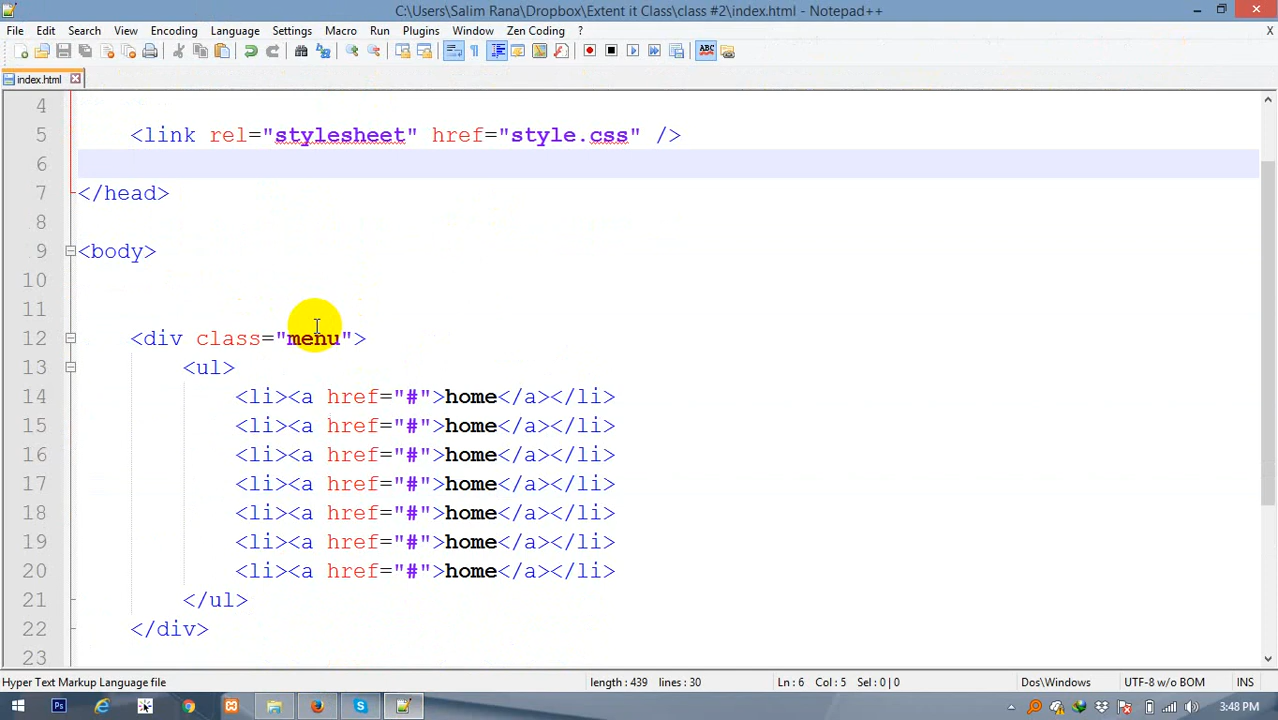 C:\Users\Salim Rana\Dropbox\Extent it Class\class #2\index.html - Notepad++
File Edit Search View Encoding Language Settings Macro Run Plugins Window Zen Coding ? X
ABC
index.html
4
5 <link rel="stylesheet" href="style.css" />
6
7 </head>
8
9 <body>
10
11
12 <div class="menu">
13 <ul>
14 <li><a href="#">home</a></li>
15 <li><a href="#">home</a></li>
16 <li><a href="#">home</a></li>
17 <li><a href="#">home</a></li>
18 <li><a href="#">home</a></li>
19 <li><a href="#">home</a></li>
20 <li><a href="#">home</a></li>
21 </ul>
22 </div>
23
Hyper Text Markup Language file length : 439 lines : 30 Ln : 6 Col : 5 Sel : 0 | 0 Dos\Windows UTF-8 w/o BOM INS
Ps 3:48 PM